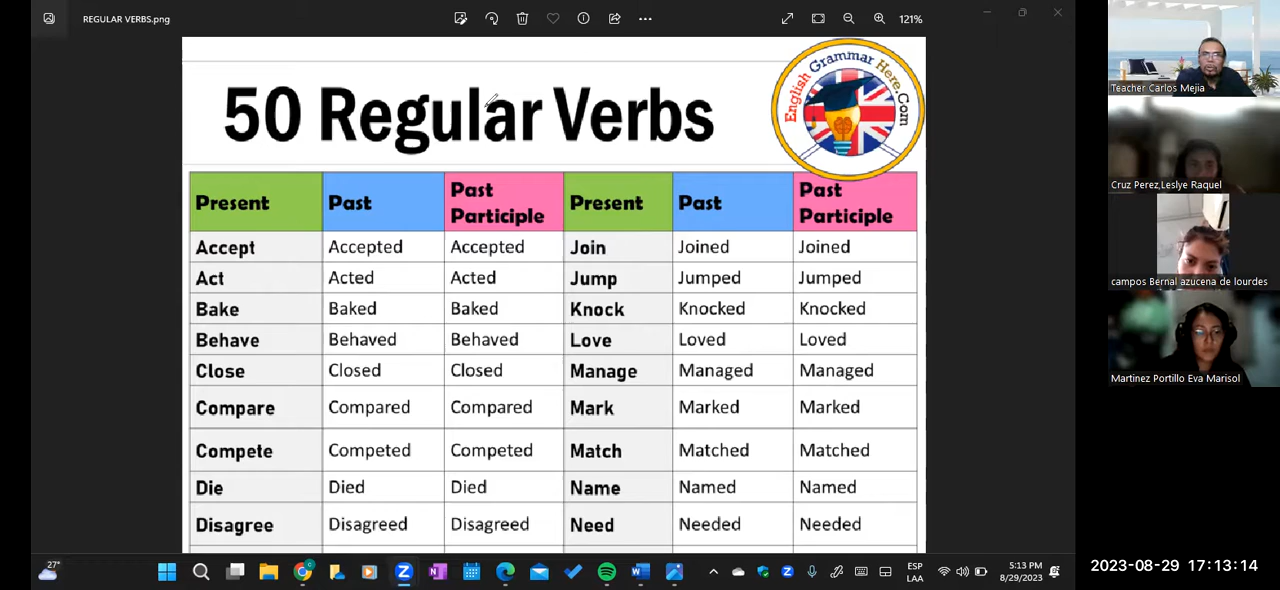 REGULAR VERBS.png
121%
50 Regular Verbs
English Grammar Here.Com
Present Past Past Participle Present Past Past Participle
Accept Accepted Accepted Join Joined Joined
Act Acted Acted Jump Jumped Jumped
Bake Baked Baked Knock Knocked Knocked
Behave Behaved Behaved Love Loved Loved
Close Closed Closed Manage Managed Managed
Compare Compared Compared Mark Marked Marked
Compete Competed Competed Match Matched Matched
Die Died Died Name Named Named
Disagree Disagreed Disagreed Need Needed Needed
Teacher Carlos Mejia
Cruz Perez,Leslye Raquel
campos Bernal azucena de lourdes
Martinez Portillo Eva Marisol
27°
ESP
LAA
5:13 PM
8/29/2023
2023-08-29 17:13:14